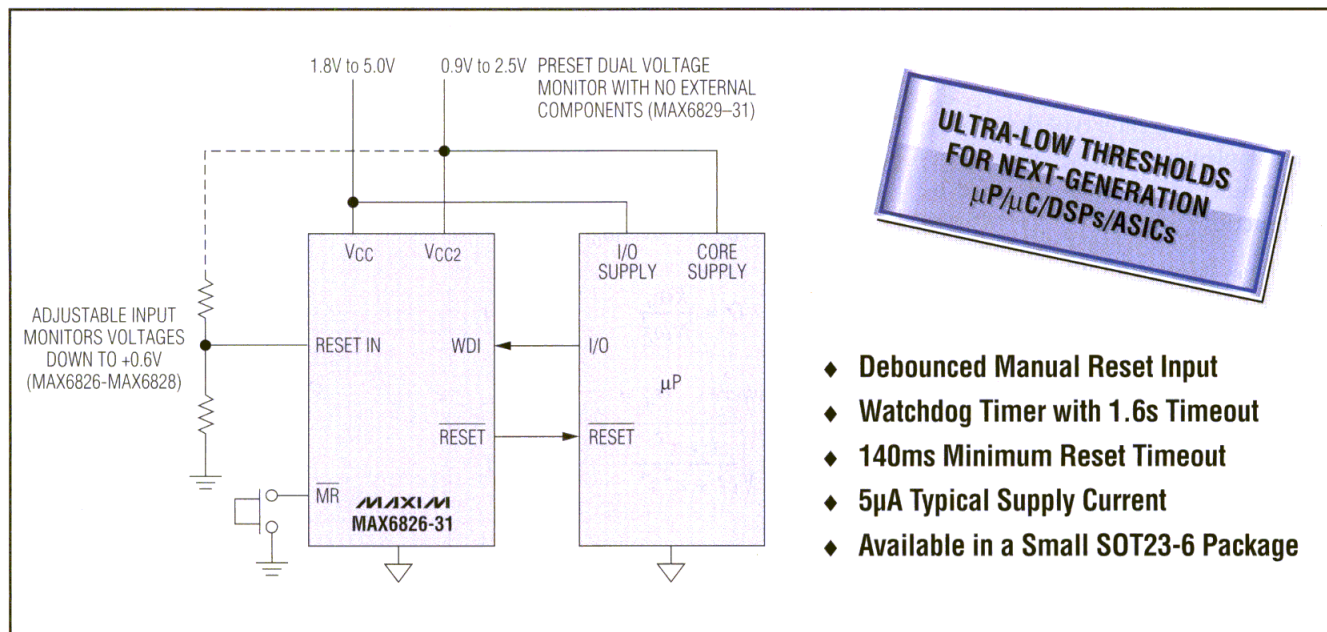 1.8V to 5.0V
0.9V to 2.5V
PRESET DUAL VOLTAGE
MONITOR WITH NO EXTERNAL
COMPONENTS (MAX6829–31)
VCC
VCC2
I/O
SUPPLY
CORE
SUPPLY
ADJUSTABLE INPUT
MONITORS VOLTAGES
DOWN TO +0.6V
(MAX6826-MAX6828)
RESET IN
WDI
I/O
µP
RESET
RESET
MR
MAXIM
MAX6826-31
ULTRA-LOW THRESHOLDS
FOR NEXT-GENERATION
µP/µC/DSPs/ASICs
♦ Debounced Manual Reset Input
♦ Watchdog Timer with 1.6s Timeout
♦ 140ms Minimum Reset Timeout
♦ 5µA Typical Supply Current
♦ Available in a Small SOT23-6 Package